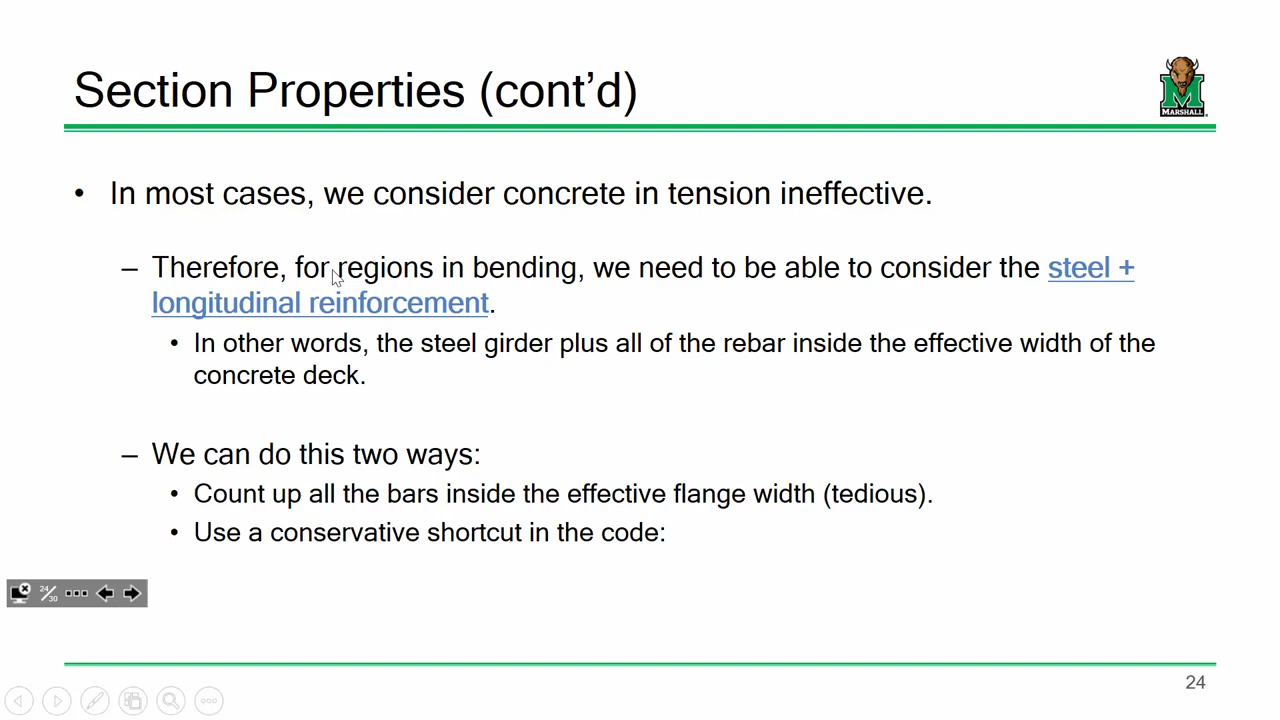 Section Properties (cont’d)
MARSHALL
• In most cases, we consider concrete in tension ineffective.
– Therefore, for regions in bending, we need to be able to consider the steel +
longitudinal reinforcement.
• In other words, the steel girder plus all of the rebar inside the effective width of the
concrete deck.
– We can do this two ways:
• Count up all the bars inside the effective flange width (tedious).
• Use a conservative shortcut in the code:
24/30
24